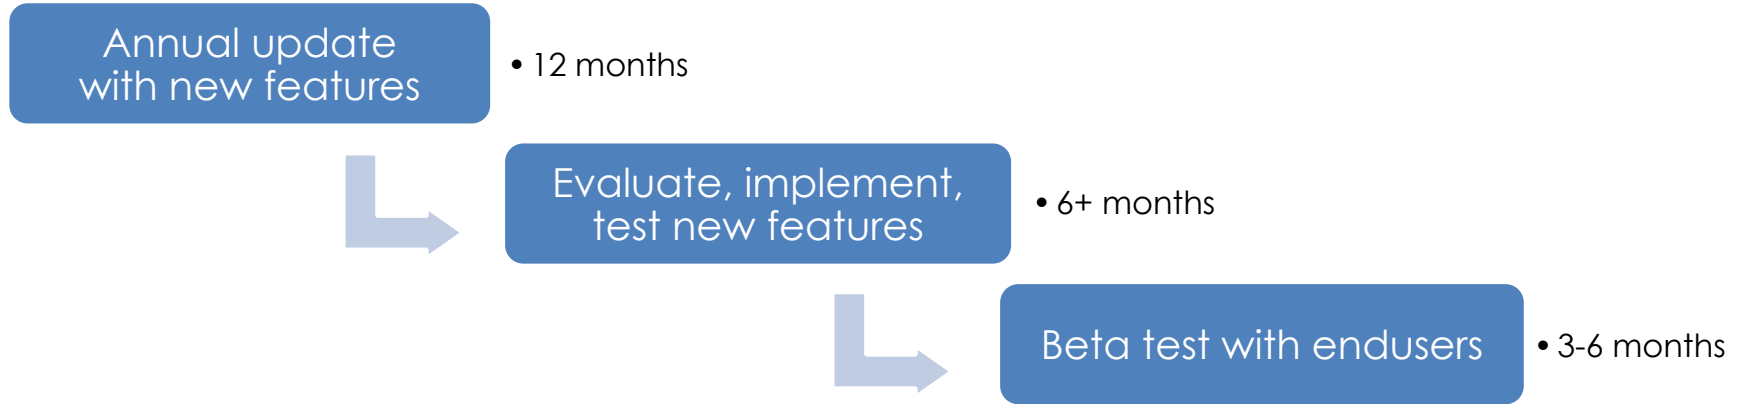 Annual update
with new features
• 12 months
Evaluate, implement,
test new features
• 6+ months
Beta test with endusers
• 3-6 months